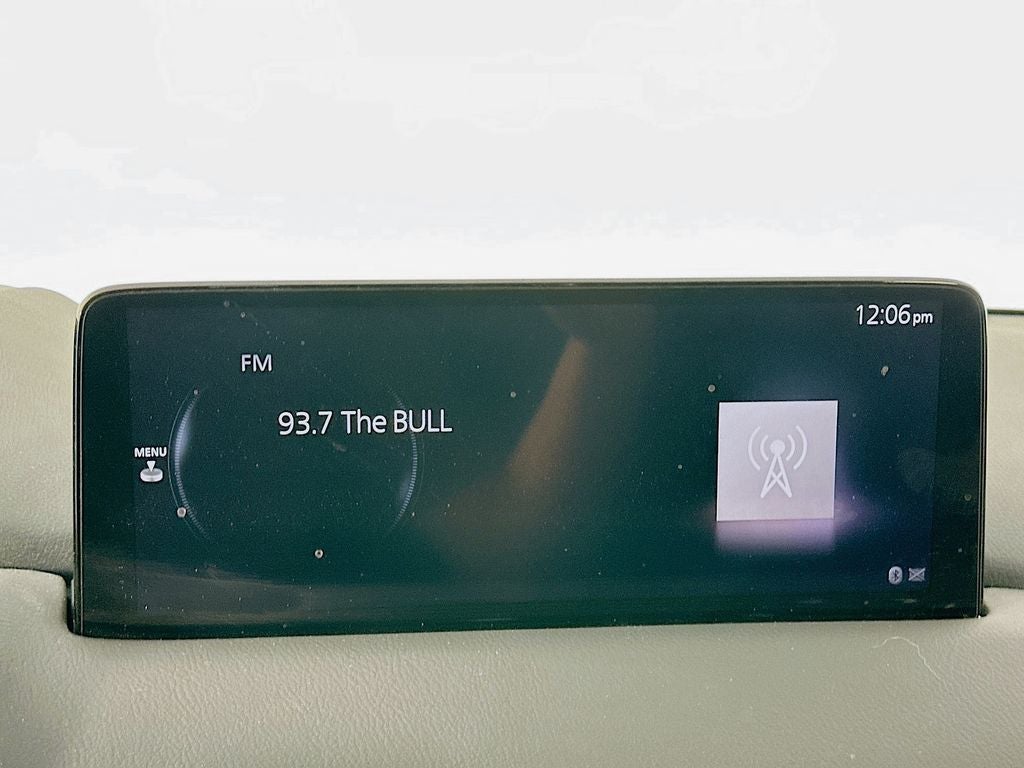 12:06pm
FM
93.7 The BULL
MENU